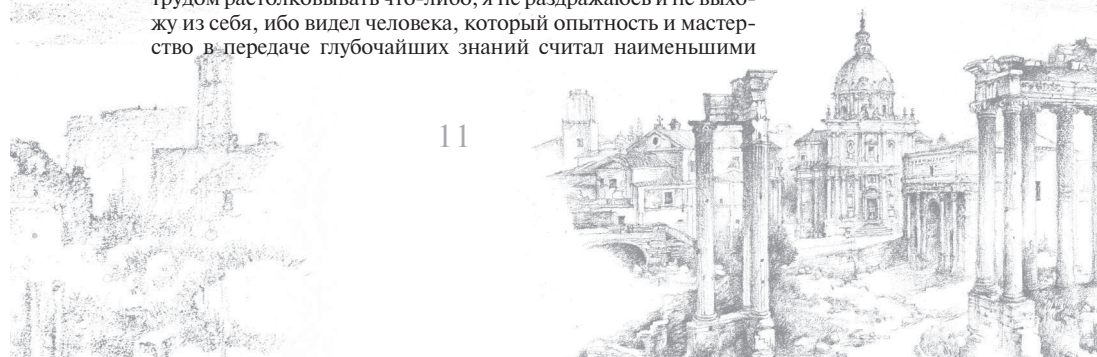 трудом растолковывать что-либо, я не раздражаюсь и не выхо-
жу из себя, ибо видел человека, который опытность и мастер-
ство в передаче глубочайших знаний считал наименьшими
11